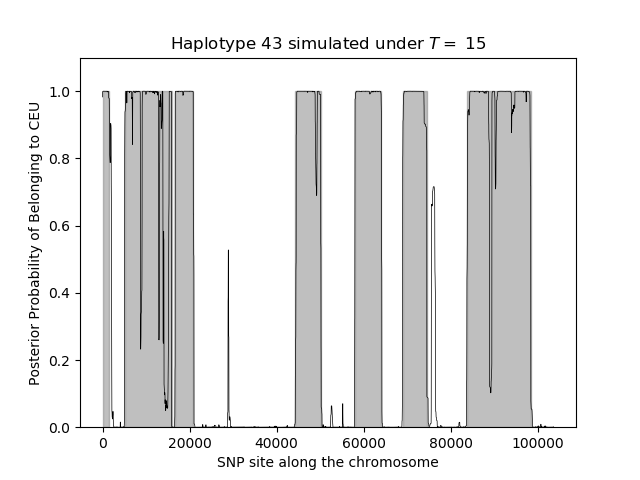 Haplotype 43 simulated under T = 15
Posterior Probability of Belonging to CEU
1.0
0.8
0.6
0.4
0.2
0.0
0 20000 40000 60000 80000 100000
SNP site along the chromosome